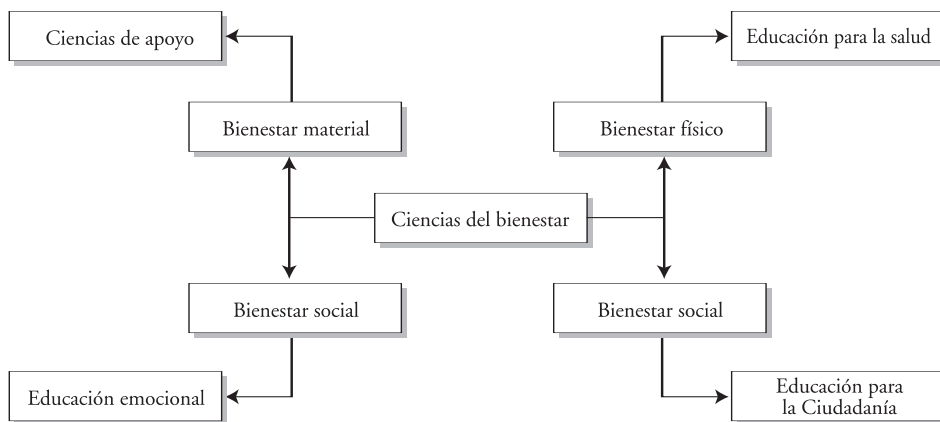 Ciencias de apoyo
Educación para la salud
Bienestar material
Bienestar físico
Ciencias del bienestar
Bienestar social
Bienestar social
Educación emocional
Educación para
la Ciudadanía